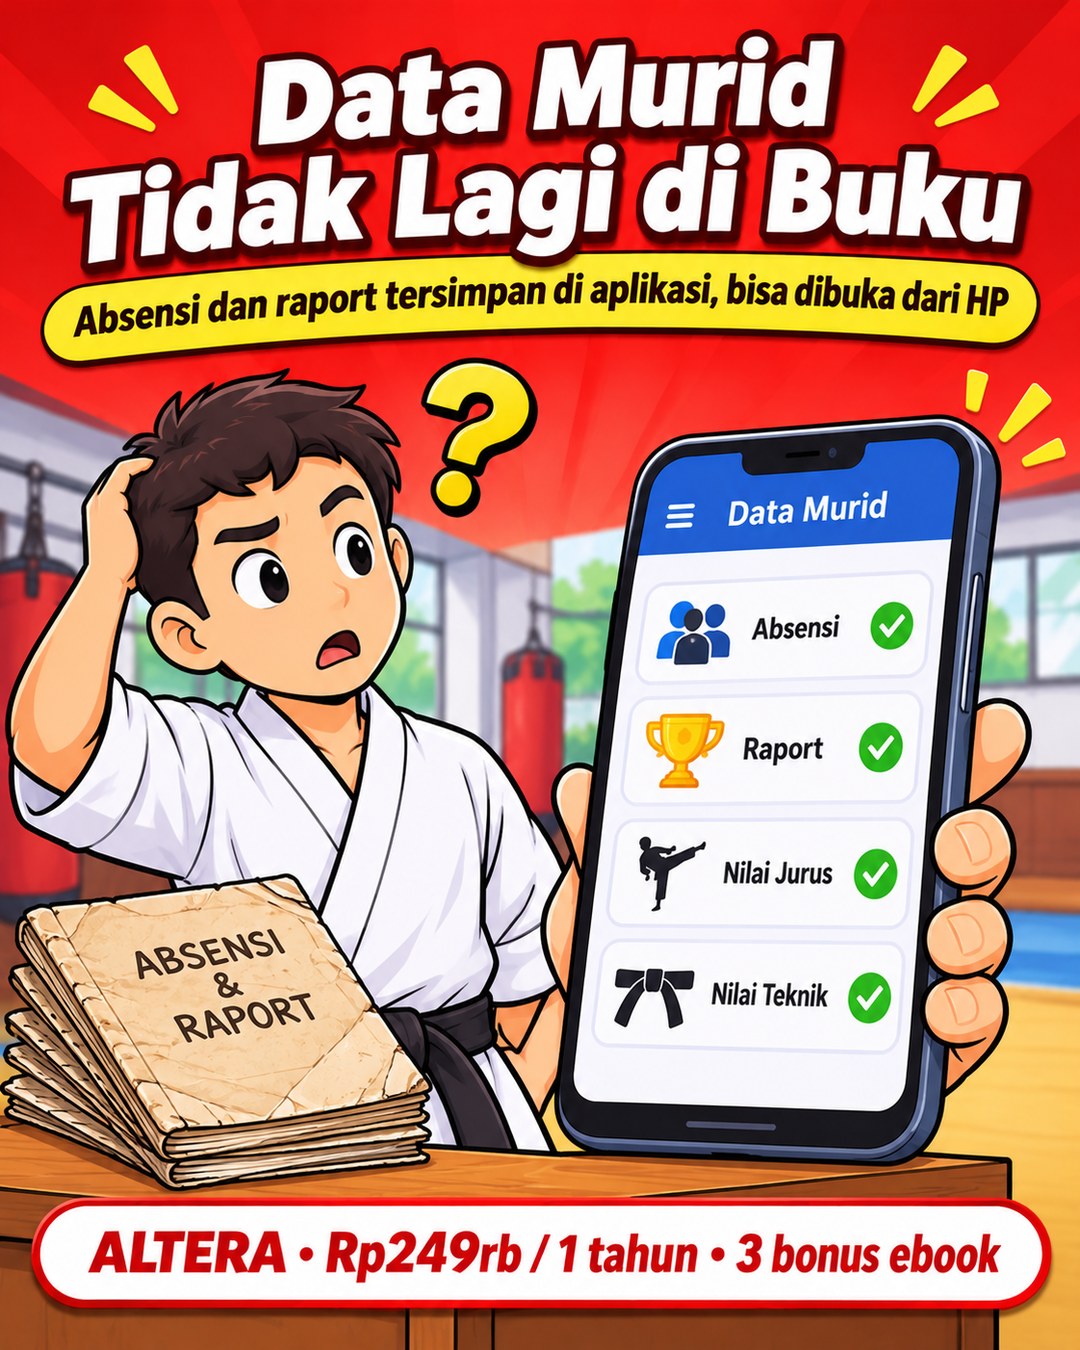 Data Murid
Tidak Lagi di Buku
Absensi dan raport tersimpan di aplikasi, bisa dibuka dari HP
?
Data Murid
Absensi
Raport
Nilai Jurus
Nilai Teknik
ABSENSI
&
RAPORT
ALTERA • Rp249rb / 1 tahun • 3 bonus ebook